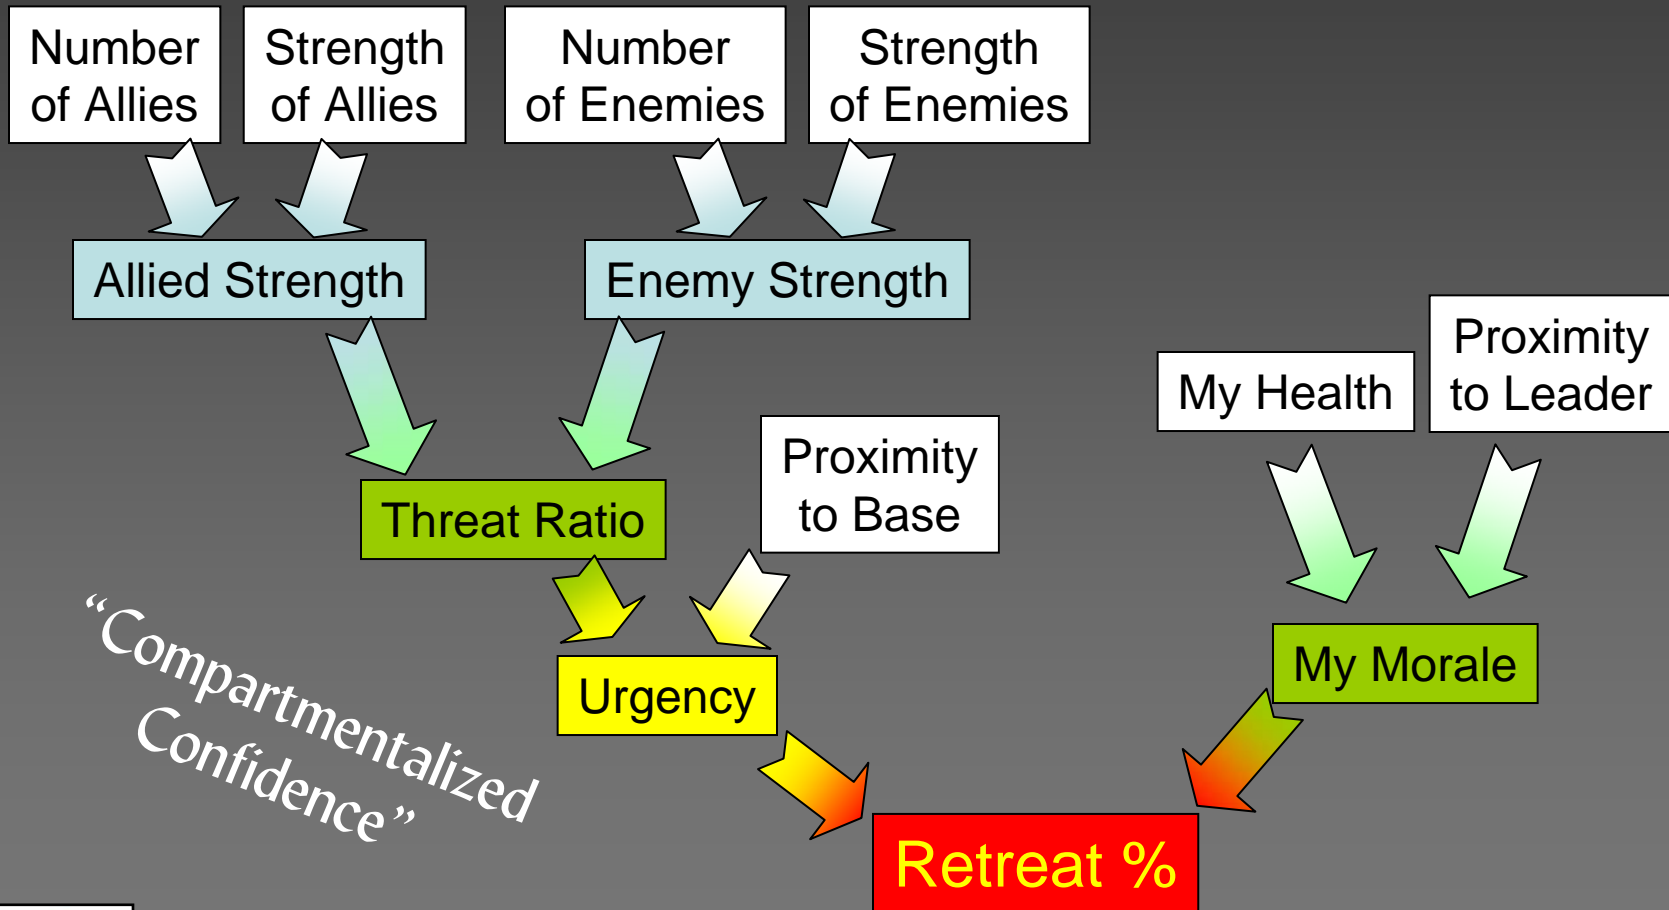 Number
of Allies
Strength
of Allies
Number
of Enemies
Strength
of Enemies
Allied Strength
Enemy Strength
My Health
Proximity
to Leader
Proximity
to Base
Threat Ratio
My Morale
Urgency
“Compartmentalized
Confidence”
Retreat %